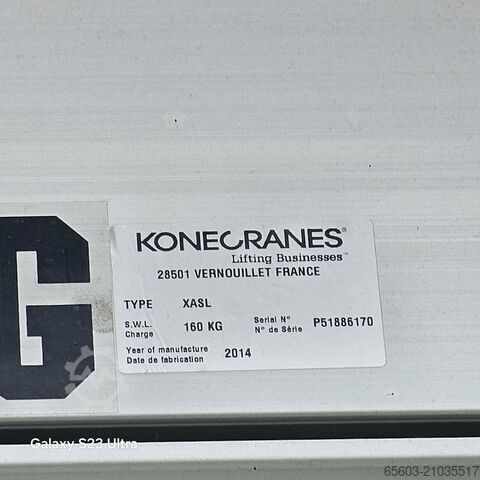 G
KONECRANES®
Lifting Businesses™
28501 VERNOUILLET FRANCE
TYPE XASL
S.W.L. Charge 160 KG Serial N° N° de Série P51886170
Year of manufacture Date de fabrication 2014
Galaxy S23 Ultra
65603-21035517